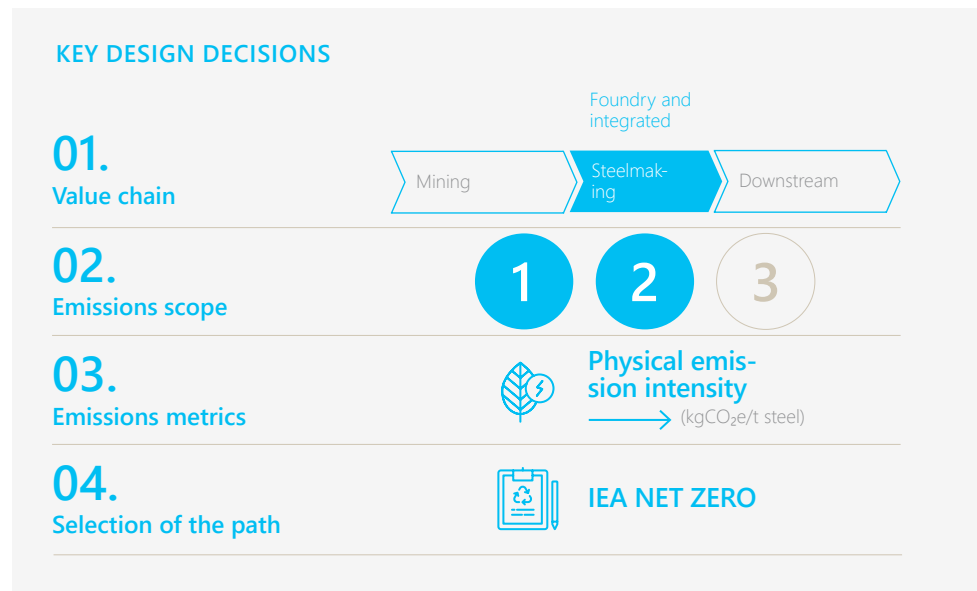 KEY DESIGN DECISIONS
Foundry and
integrated
01.
Value chain
Mining
Steelmak-
ing
Downstream
02.
Emissions scope
1
2
3
03.
Emissions metrics
Physical emis-
sion intensity
(kgCO₂e/t steel)
04.
Selection of the path
IEA NET ZERO